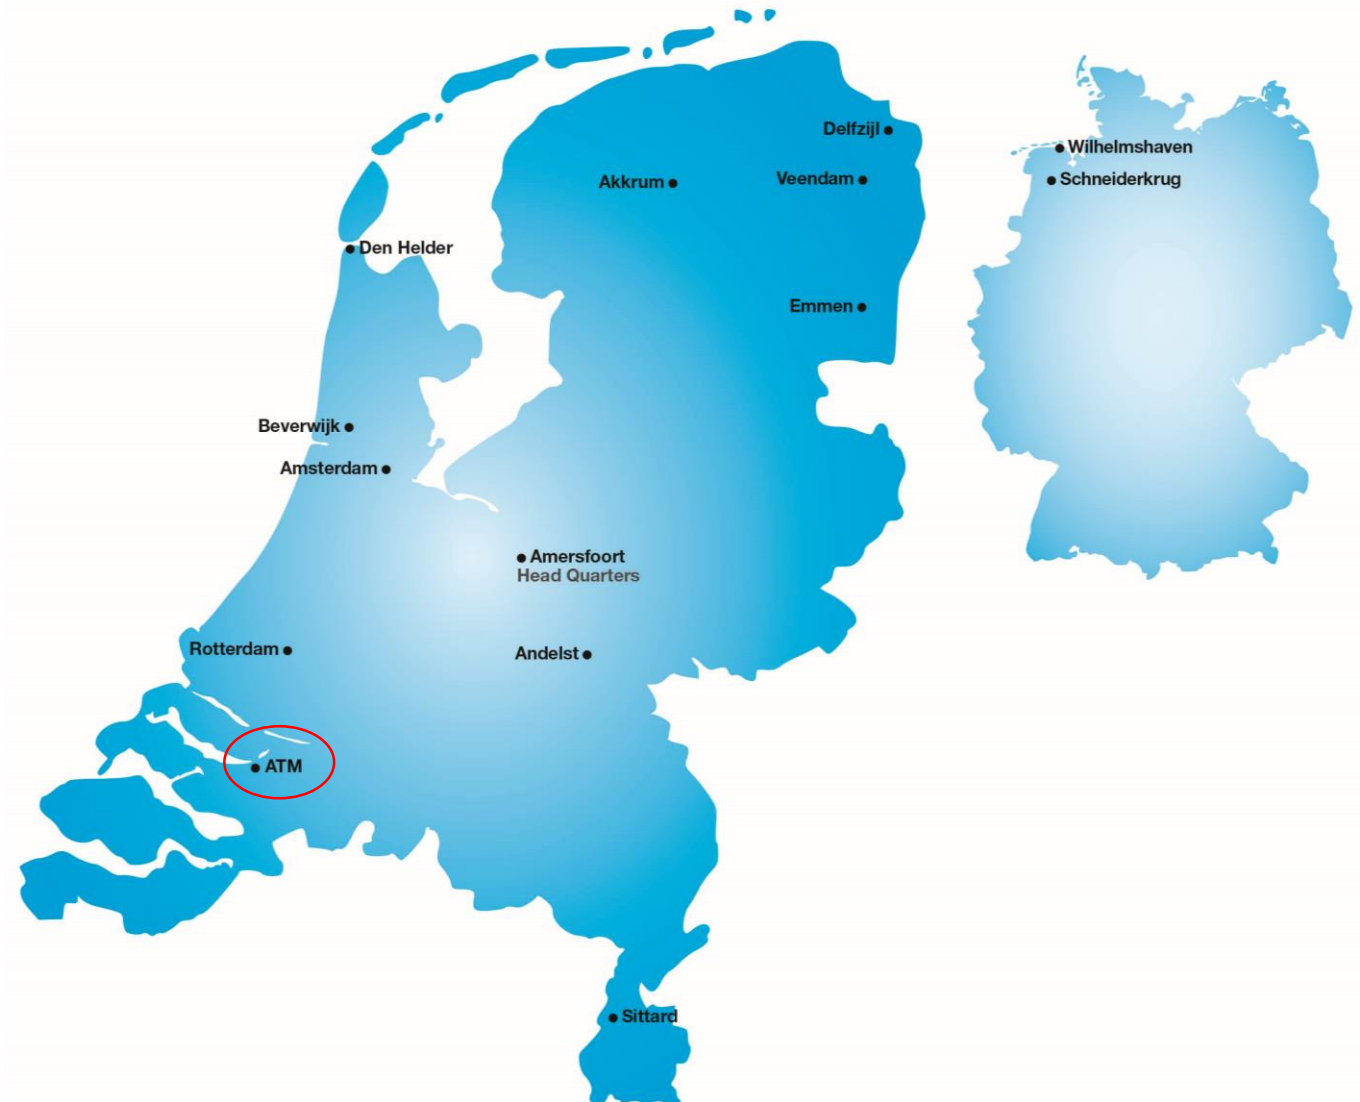 Delfzijl
Wilhelmshaven
Akkrum
Veendam
Schneiderkrug
Den Helder
Emmen
Beverwijk
Amsterdam
Amersfoort
Head Quarters
Rotterdam
Andelst
ATM
Sittard